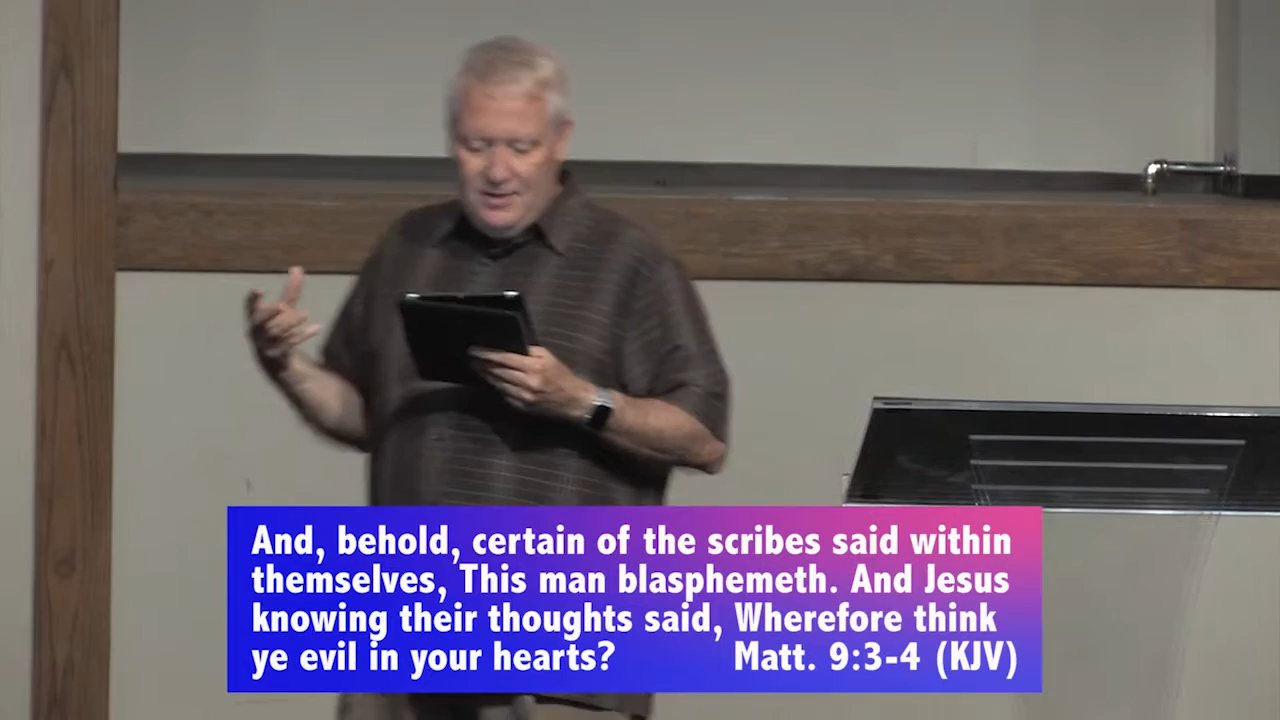 And, behold, certain of the scribes said within
themselves, This man blasphemeth. And Jesus
knowing their thoughts said, Wherefore think
ye evil in your hearts? Matt. 9:3-4 (KJV)